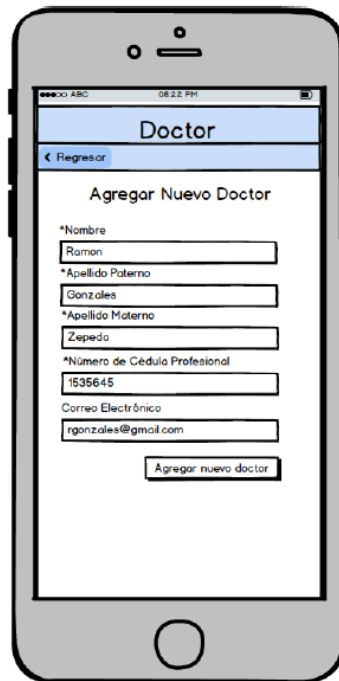 ABC 08:22 PM
Doctor
< Regresar
Agregar Nuevo Doctor
*Nombre
Ramon
*Apellido Paterno
Gonzales
*Apellido Materno
Zepeda
*Número de Cédula Profesional
1535645
Correo Electrónico
rgonzales@gmail.com
Agregar nuevo doctor